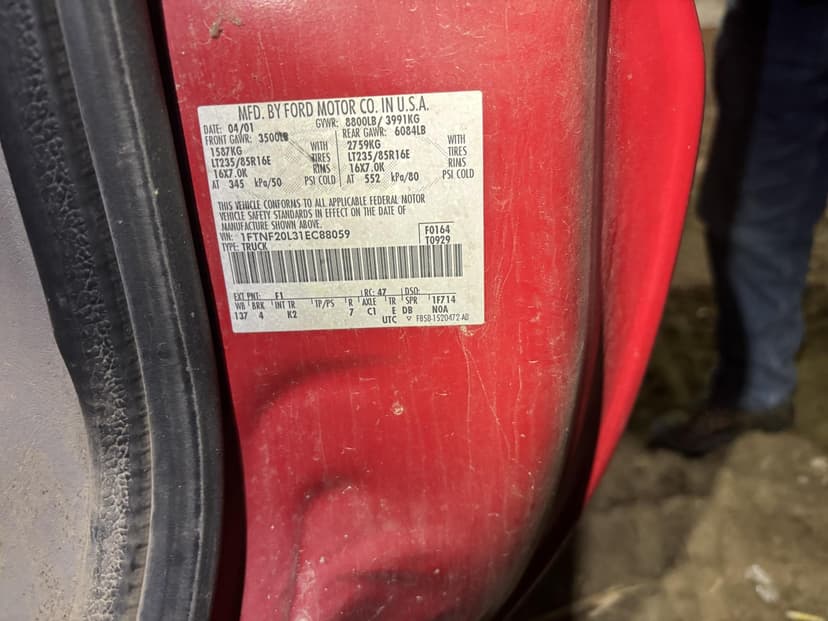 MFD. BY FORD MOTOR CO. IN U.S.A.
DATE: 04/01 GVWR: 8800LB/ 3991KG
FRONT GAWR: 3500LB REAR GAWR: 6084LB
1587KG WITH 2759KG WITH
LT235/85R16E TIRES LT235/85R16E TIRES
16X7.0K RIMS 16X7.0K RIMS
AT 345 kPa/50 PSI COLD AT 552 kPa/80 PSI COLD
THIS VEHICLE CONFORMS TO ALL APPLICABLE FEDERAL MOTOR
VEHICLE SAFETY STANDARDS IN EFFECT ON THE DATE OF
MANUFACTURE SHOWN ABOVE.
VIN: 1FTNF20L31EC88059 F0164
TYPE: TRUCK T0929
EXT PNT: F1 RC: 47 DSO:
WB BRK INT TR TP/PS R AXLE TR SPR 1F714
137 4 K2 7 C1 E DB N0A
UTC F85B-1520472-AB